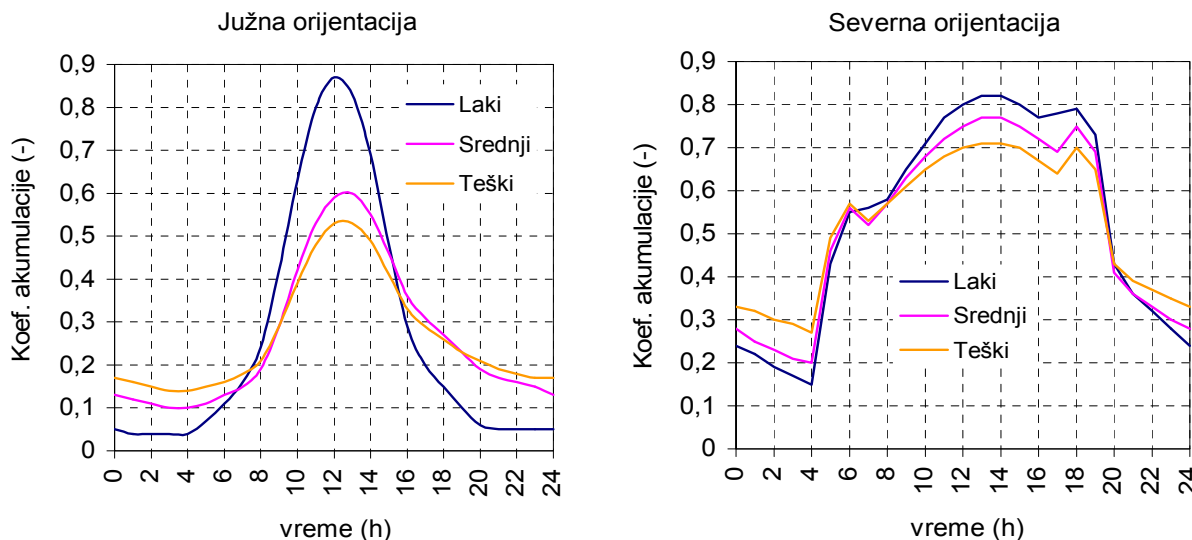 Južna orijentacija
Koef. akumulacije (-)
0,9
0,8
0,7
0,6
0,5
0,4
0,3
0,2
0,1
0
Laki
Srednji
Teški
0 2 4 6 8 10 12 14 16 18 20 22 24
vreme (h)
Severna orijentacija
Koef. akumulacije (-)
0,9
0,8
0,7
0,6
0,5
0,4
0,3
0,2
0,1
0
Laki
Srednji
Teški
0 2 4 6 8 10 12 14 16 18 20 22 24
vreme (h)